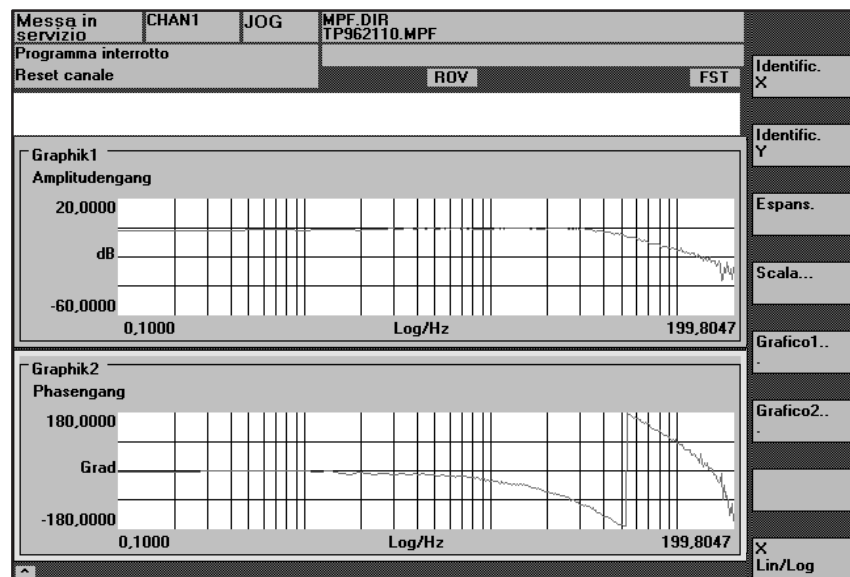 Messa in
servizio
CHAN1
JOG
MPF.DIR
TP962110.MPF
Programma interrotto
Reset canale
ROV
FST
Graphik1
Amplitudengang
20,0000
dB
-60,0000
0,1000
Log/Hz
199,8047
Graphik2
Phasengang
180,0000
Grad
-180,0000
0,1000
Log/Hz
199,8047
Identific.
X
Identific.
Y
Espans.
Scala...
Grafico1..
-
Grafico2..
-
X
Lin/Log
^